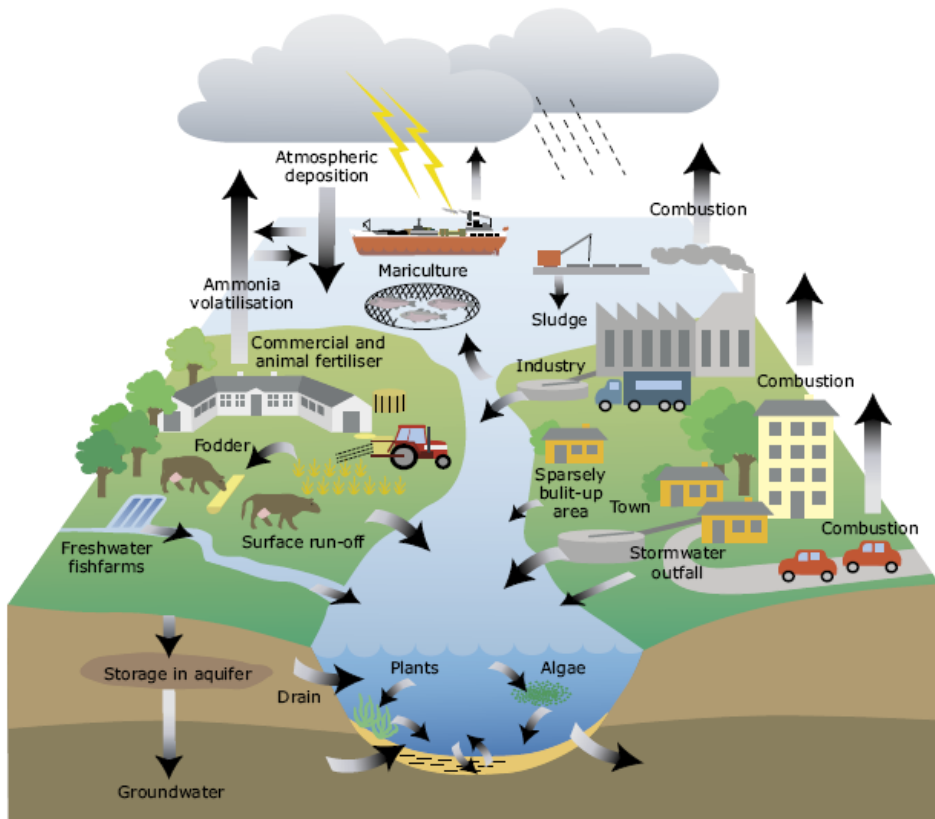 Atmospheric
deposition
Combustion
Ammonia
volatilisation
Mariculture
Sludge
Commercial and
animal fertiliser
Industry
Combustion
Fodder
Sparsely
bulit-up
area
Town
Combustion
Surface run-off
Freshwater
fishfarms
Stormwater
outfall
Storage in aquifer
Plants
Algae
Drain
Groundwater